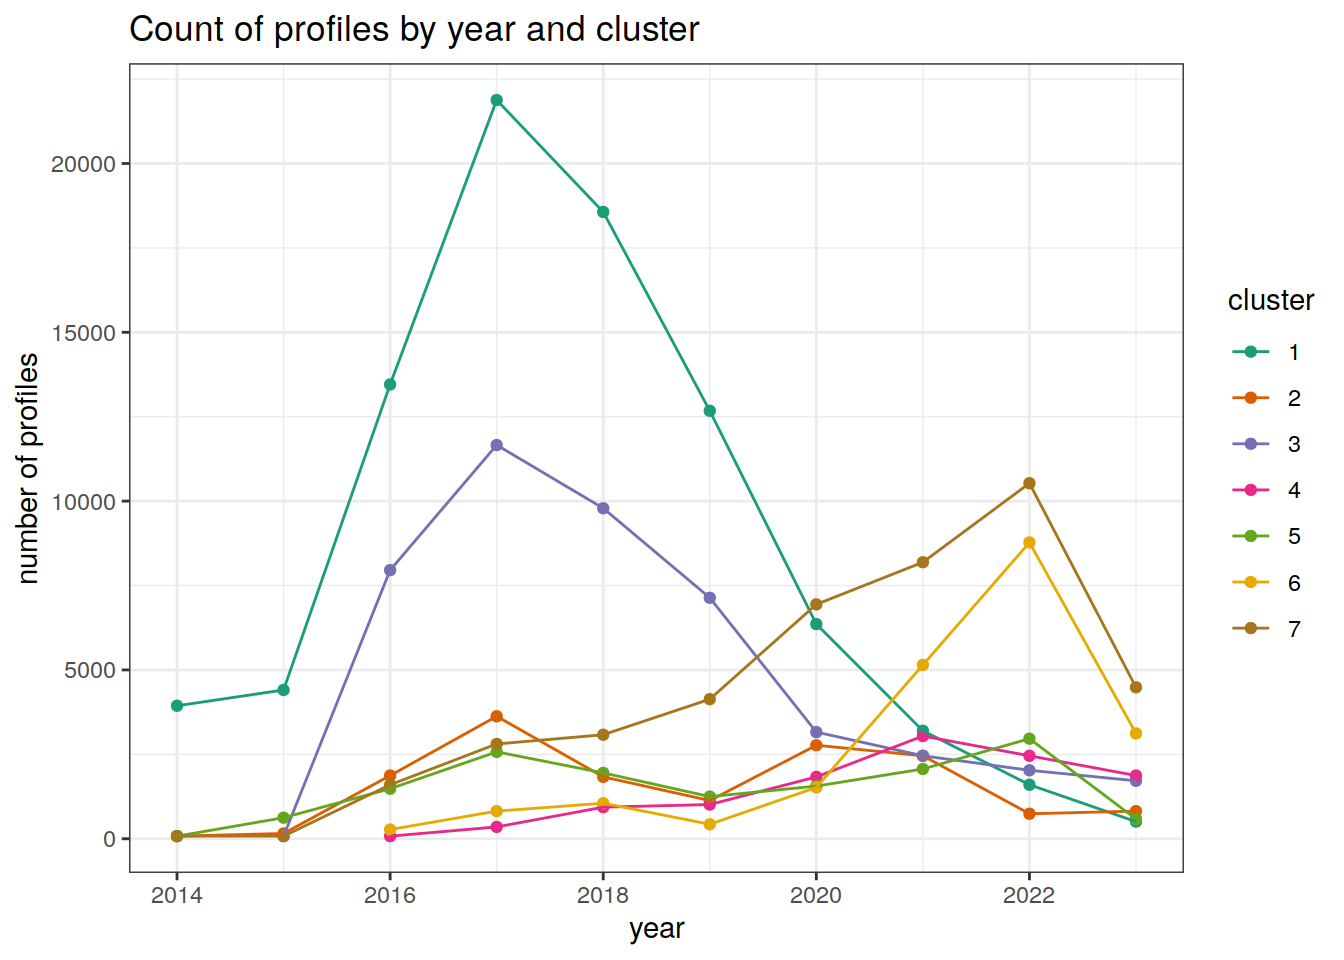 Count of profiles by year and cluster
number of profiles
20000
15000
10000
5000
0
2014 2016 2018 2020 2022
year
cluster
1
2
3
4
5
6
7